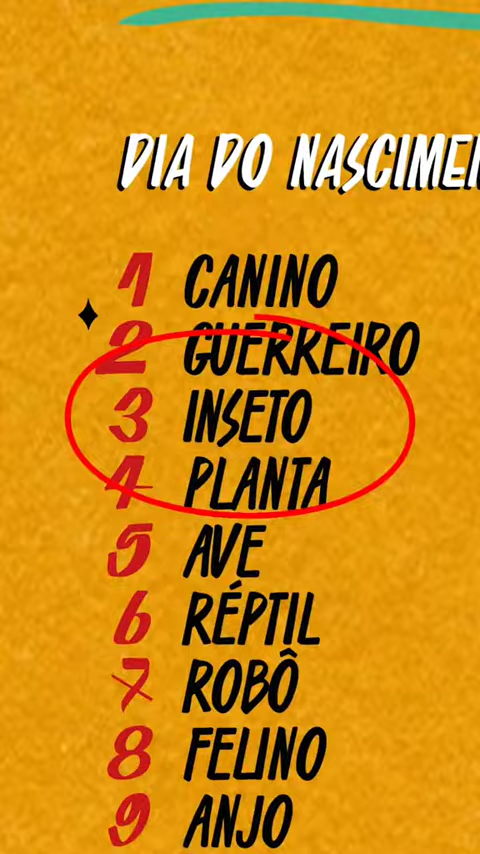 DIA DO NASCIMEN
1 CANINO
2 GUERREIRO
3 INSETO
4 PLANTA
5 AVE
6 RÉPTIL
7 ROBÔ
8 FELINO
9 ANJO